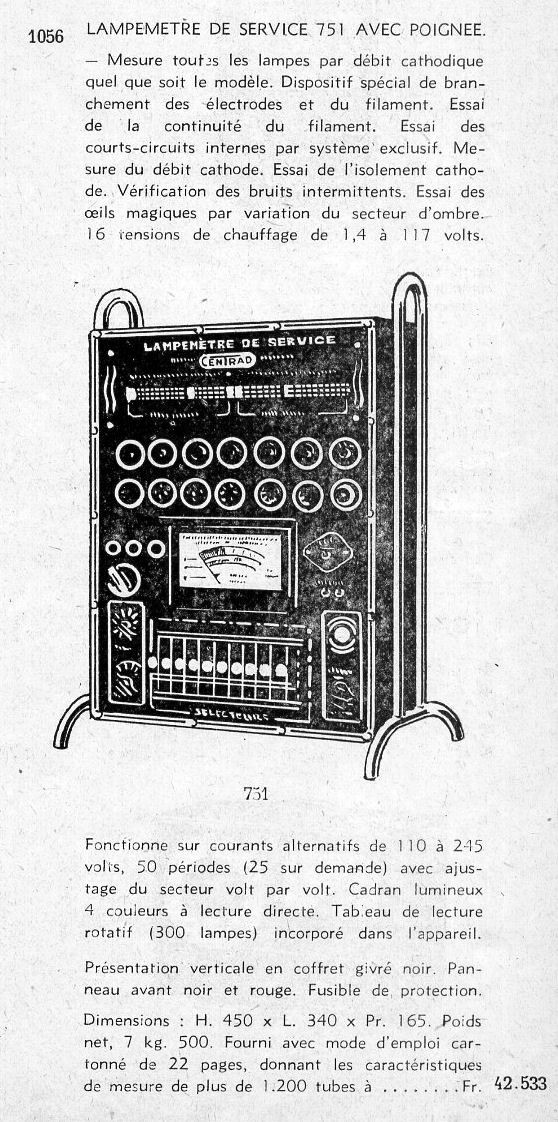 1056 LAMPEMETRE DE SERVICE 751 AVEC POIGNEE.
— Mesure toutes les lampes par débit cathodique
quel que soit le modèle. Dispositif spécial de bran-
chement des électrodes et du filament. Essai
de la continuité du filament. Essai des
courts-circuits internes par système exclusif. Me-
sure du débit cathode. Essai de l'isolement catho-
de. Vérification des bruits intermittents. Essai des
œils magiques par variation du secteur d'ombre.
16 tensions de chauffage de 1,4 à 117 volts.
LAMPEMÈTRE DE SERVICE
CENTRAD
SELECTEURS
751
Fonctionne sur courants alternatifs de 110 à 245
volts, 50 périodes (25 sur demande) avec ajus-
tage du secteur volt par volt. Cadran lumineux
4 couleurs à lecture directe. Tableau de lecture
rotatif (300 lampes) incorporé dans l'appareil.
Présentation verticale en coffret givré noir. Pan-
neau avant noir et rouge. Fusible de protection.
Dimensions : H. 450 x L. 340 x Pr. 165. Poids
net, 7 kg. 500. Fourni avec mode d'emploi car-
tonné de 22 pages, donnant les caractéristiques
de mesure de plus de 1.200 tubes à ........ Fr. 42.533